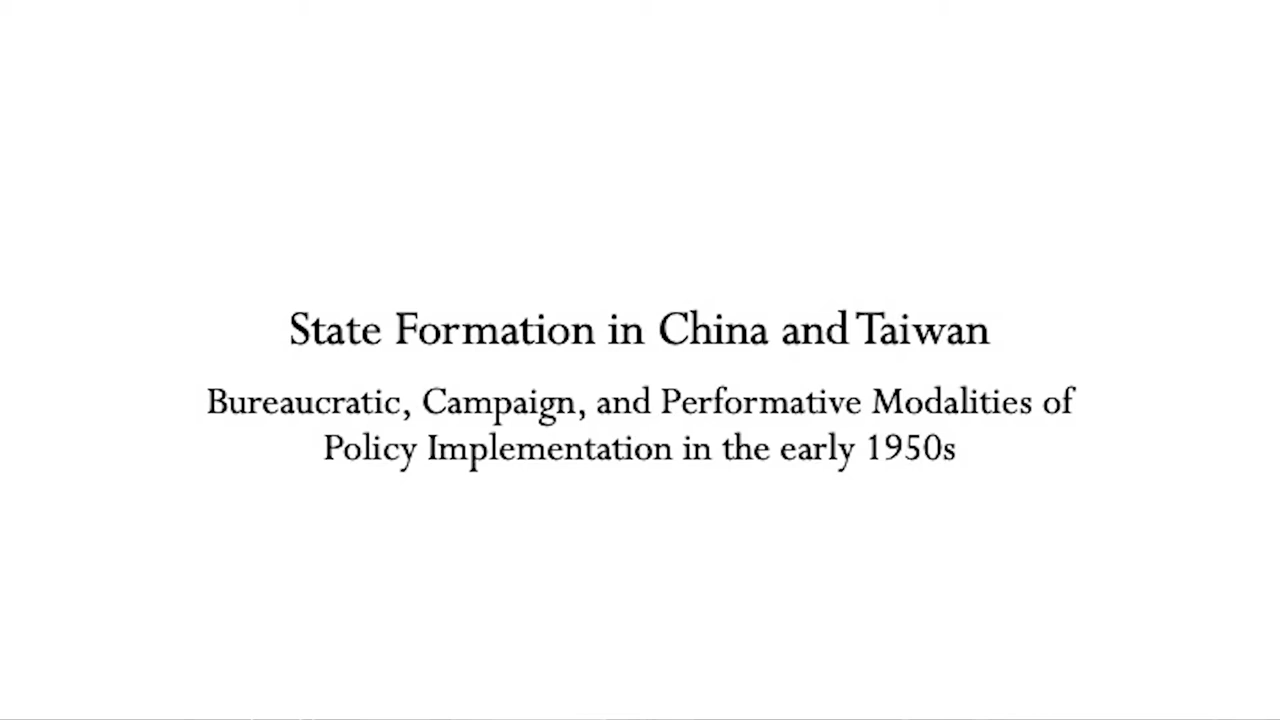 State Formation in China and Taiwan
Bureaucratic, Campaign, and Performative Modalities of
Policy Implementation in the early 1950s